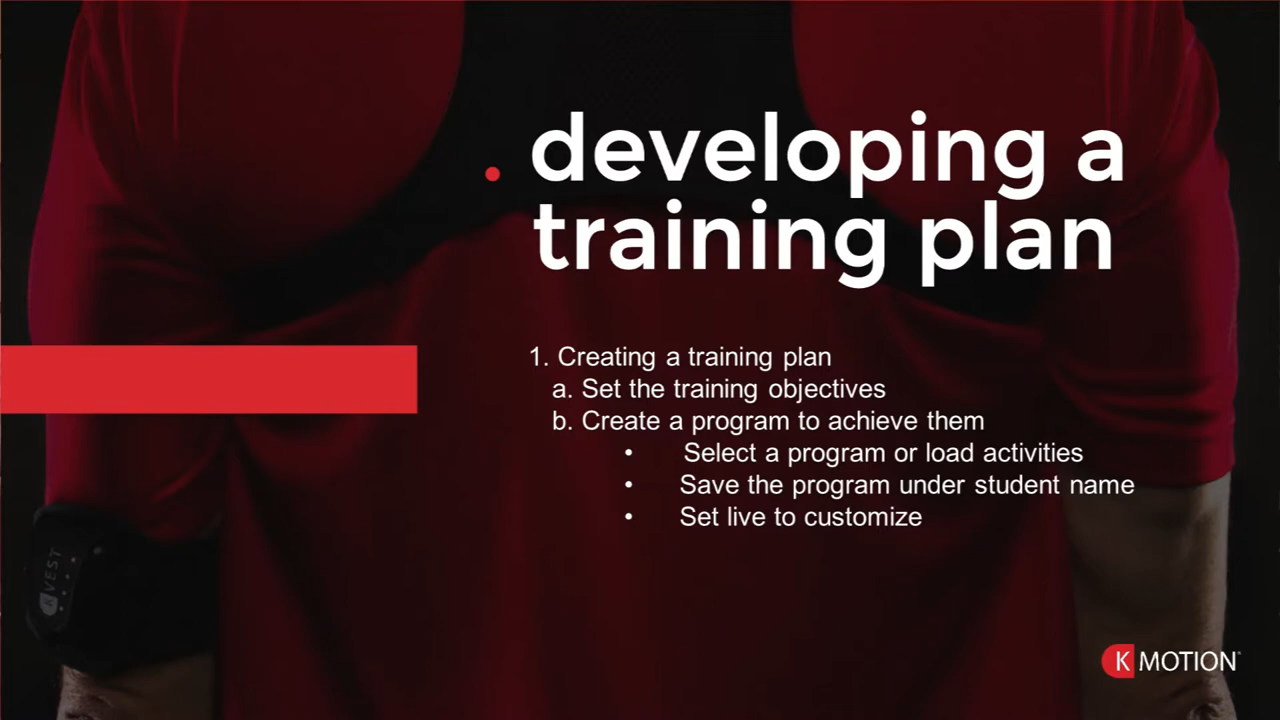 developing a
training plan
1. Creating a training plan
a. Set the training objectives
b. Create a program to achieve them
• Select a program or load activities
• Save the program under student name
• Set live to customize
K VEST
K MOTION